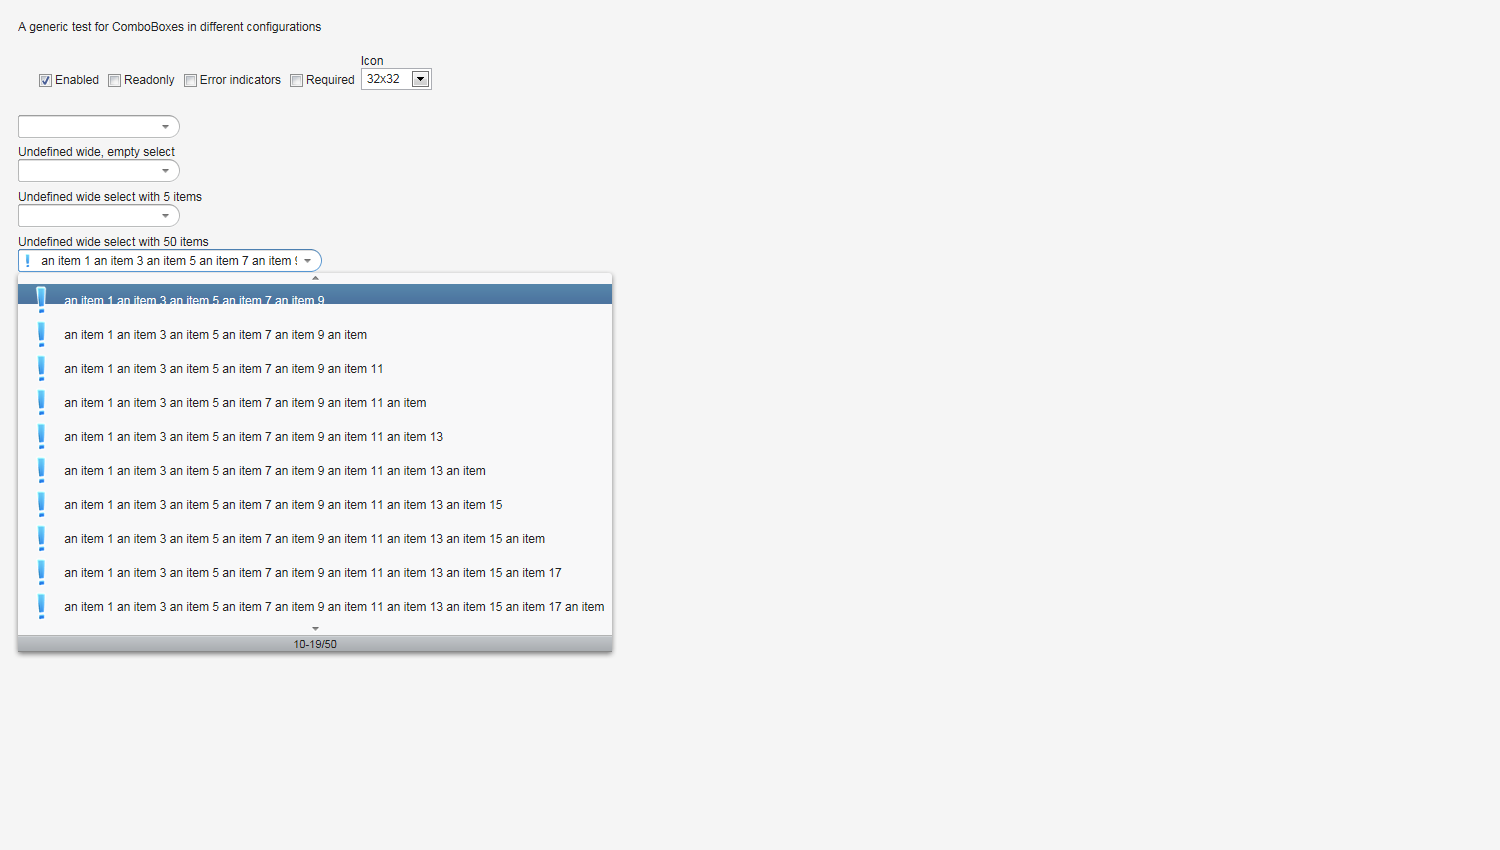 A generic test for ComboBoxes in different configurations
Icon
Enabled Readonly Error indicators Required 32x32
Undefined wide, empty select
Undefined wide select with 5 items
Undefined wide select with 50 items
an item 1 an item 3 an item 5 an item 7 an item 9
an item 1 an item 3 an item 5 an item 7 an item 9
an item 1 an item 3 an item 5 an item 7 an item 9 an item
an item 1 an item 3 an item 5 an item 7 an item 9 an item 11
an item 1 an item 3 an item 5 an item 7 an item 9 an item 11 an item
an item 1 an item 3 an item 5 an item 7 an item 9 an item 11 an item 13
an item 1 an item 3 an item 5 an item 7 an item 9 an item 11 an item 13 an item
an item 1 an item 3 an item 5 an item 7 an item 9 an item 11 an item 13 an item 15
an item 1 an item 3 an item 5 an item 7 an item 9 an item 11 an item 13 an item 15 an item
an item 1 an item 3 an item 5 an item 7 an item 9 an item 11 an item 13 an item 15 an item 17
an item 1 an item 3 an item 5 an item 7 an item 9 an item 11 an item 13 an item 15 an item 17 an item
10-19/50